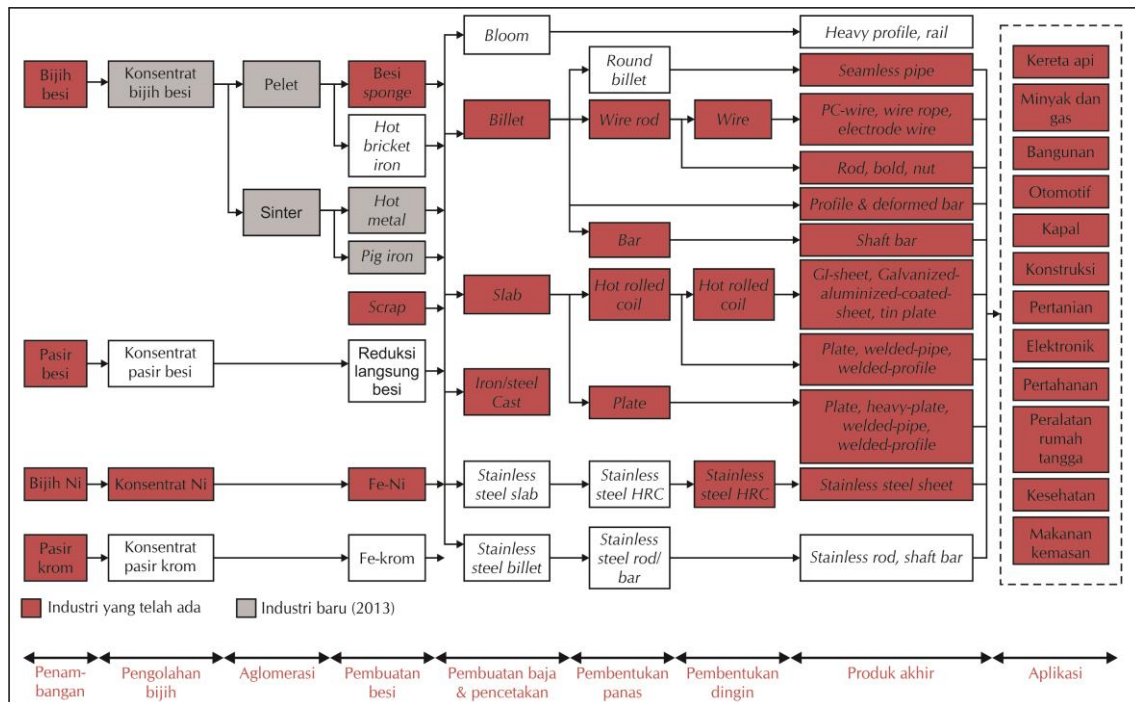 Bijih
besi
Konsentrat
bijih besi
Pelet
Besi
sponge
Hot
bricket
iron
Sinter
Hot
metal
Pig iron
Scrap
Pasir
besi
Konsentrat
pasir besi
Reduksi
langsung
besi
Bijih Ni
Konsentrat Ni
Fe-Ni
Pasir
krom
Konsentrat
pasir krom
Fe-krom
Bloom
Billet
Slab
Iron/steel
Cast
Stainless
steel slab
Stainless
steel billet
Round
billet
Wire rod
Wire
Bar
Hot rolled
coil
Hot rolled
coil
Plate
Stainless
steel HRC
Stainless
steel HRC
Stainless
steel rod/
bar
Heavy profile, rail
Seamless pipe
PC-wire, wire rope,
electrode wire
Rod, bold, nut
Profile & deformed bar
Shaft bar
GI-sheet, Galvanized-
aluminized-coated-
sheet, tin plate
Plate, welded-pipe,
welded-profile
Plate, heavy-plate,
welded-pipe,
welded-profile
Stainless steel sheet
Stainless rod, shaft bar
Kereta api
Minyak dan
gas
Bangunan
Otomotif
Kapal
Konstruksi
Pertanian
Elektronik
Pertahanan
Peralatan
rumah
tangga
Kesehatan
Makanan
kemasan
Industri yang telah ada
Industri baru (2013)
Penam-
bangan
Pengolahan
bijih
Aglomerasi
Pembuatan
besi
Pembuatan baja
& pencetakan
Pembentukan
panas
Pembentukan
dingin
Produk akhir
Aplikasi